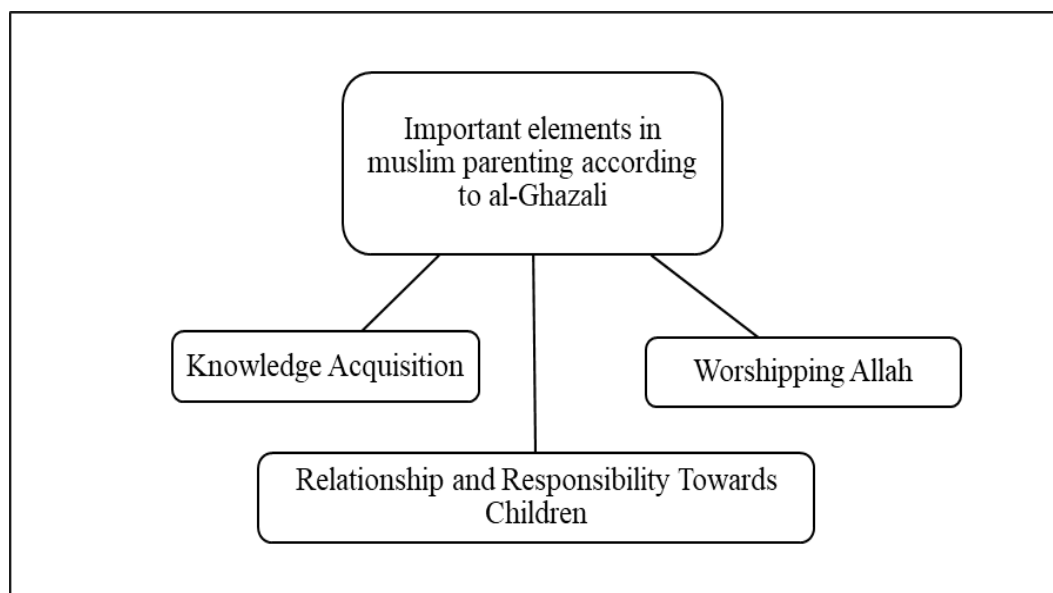 Important elements in
muslim parenting according
to al-Ghazali
Knowledge Acquisition
Worshipping Allah
Relationship and Responsibility Towards
Children